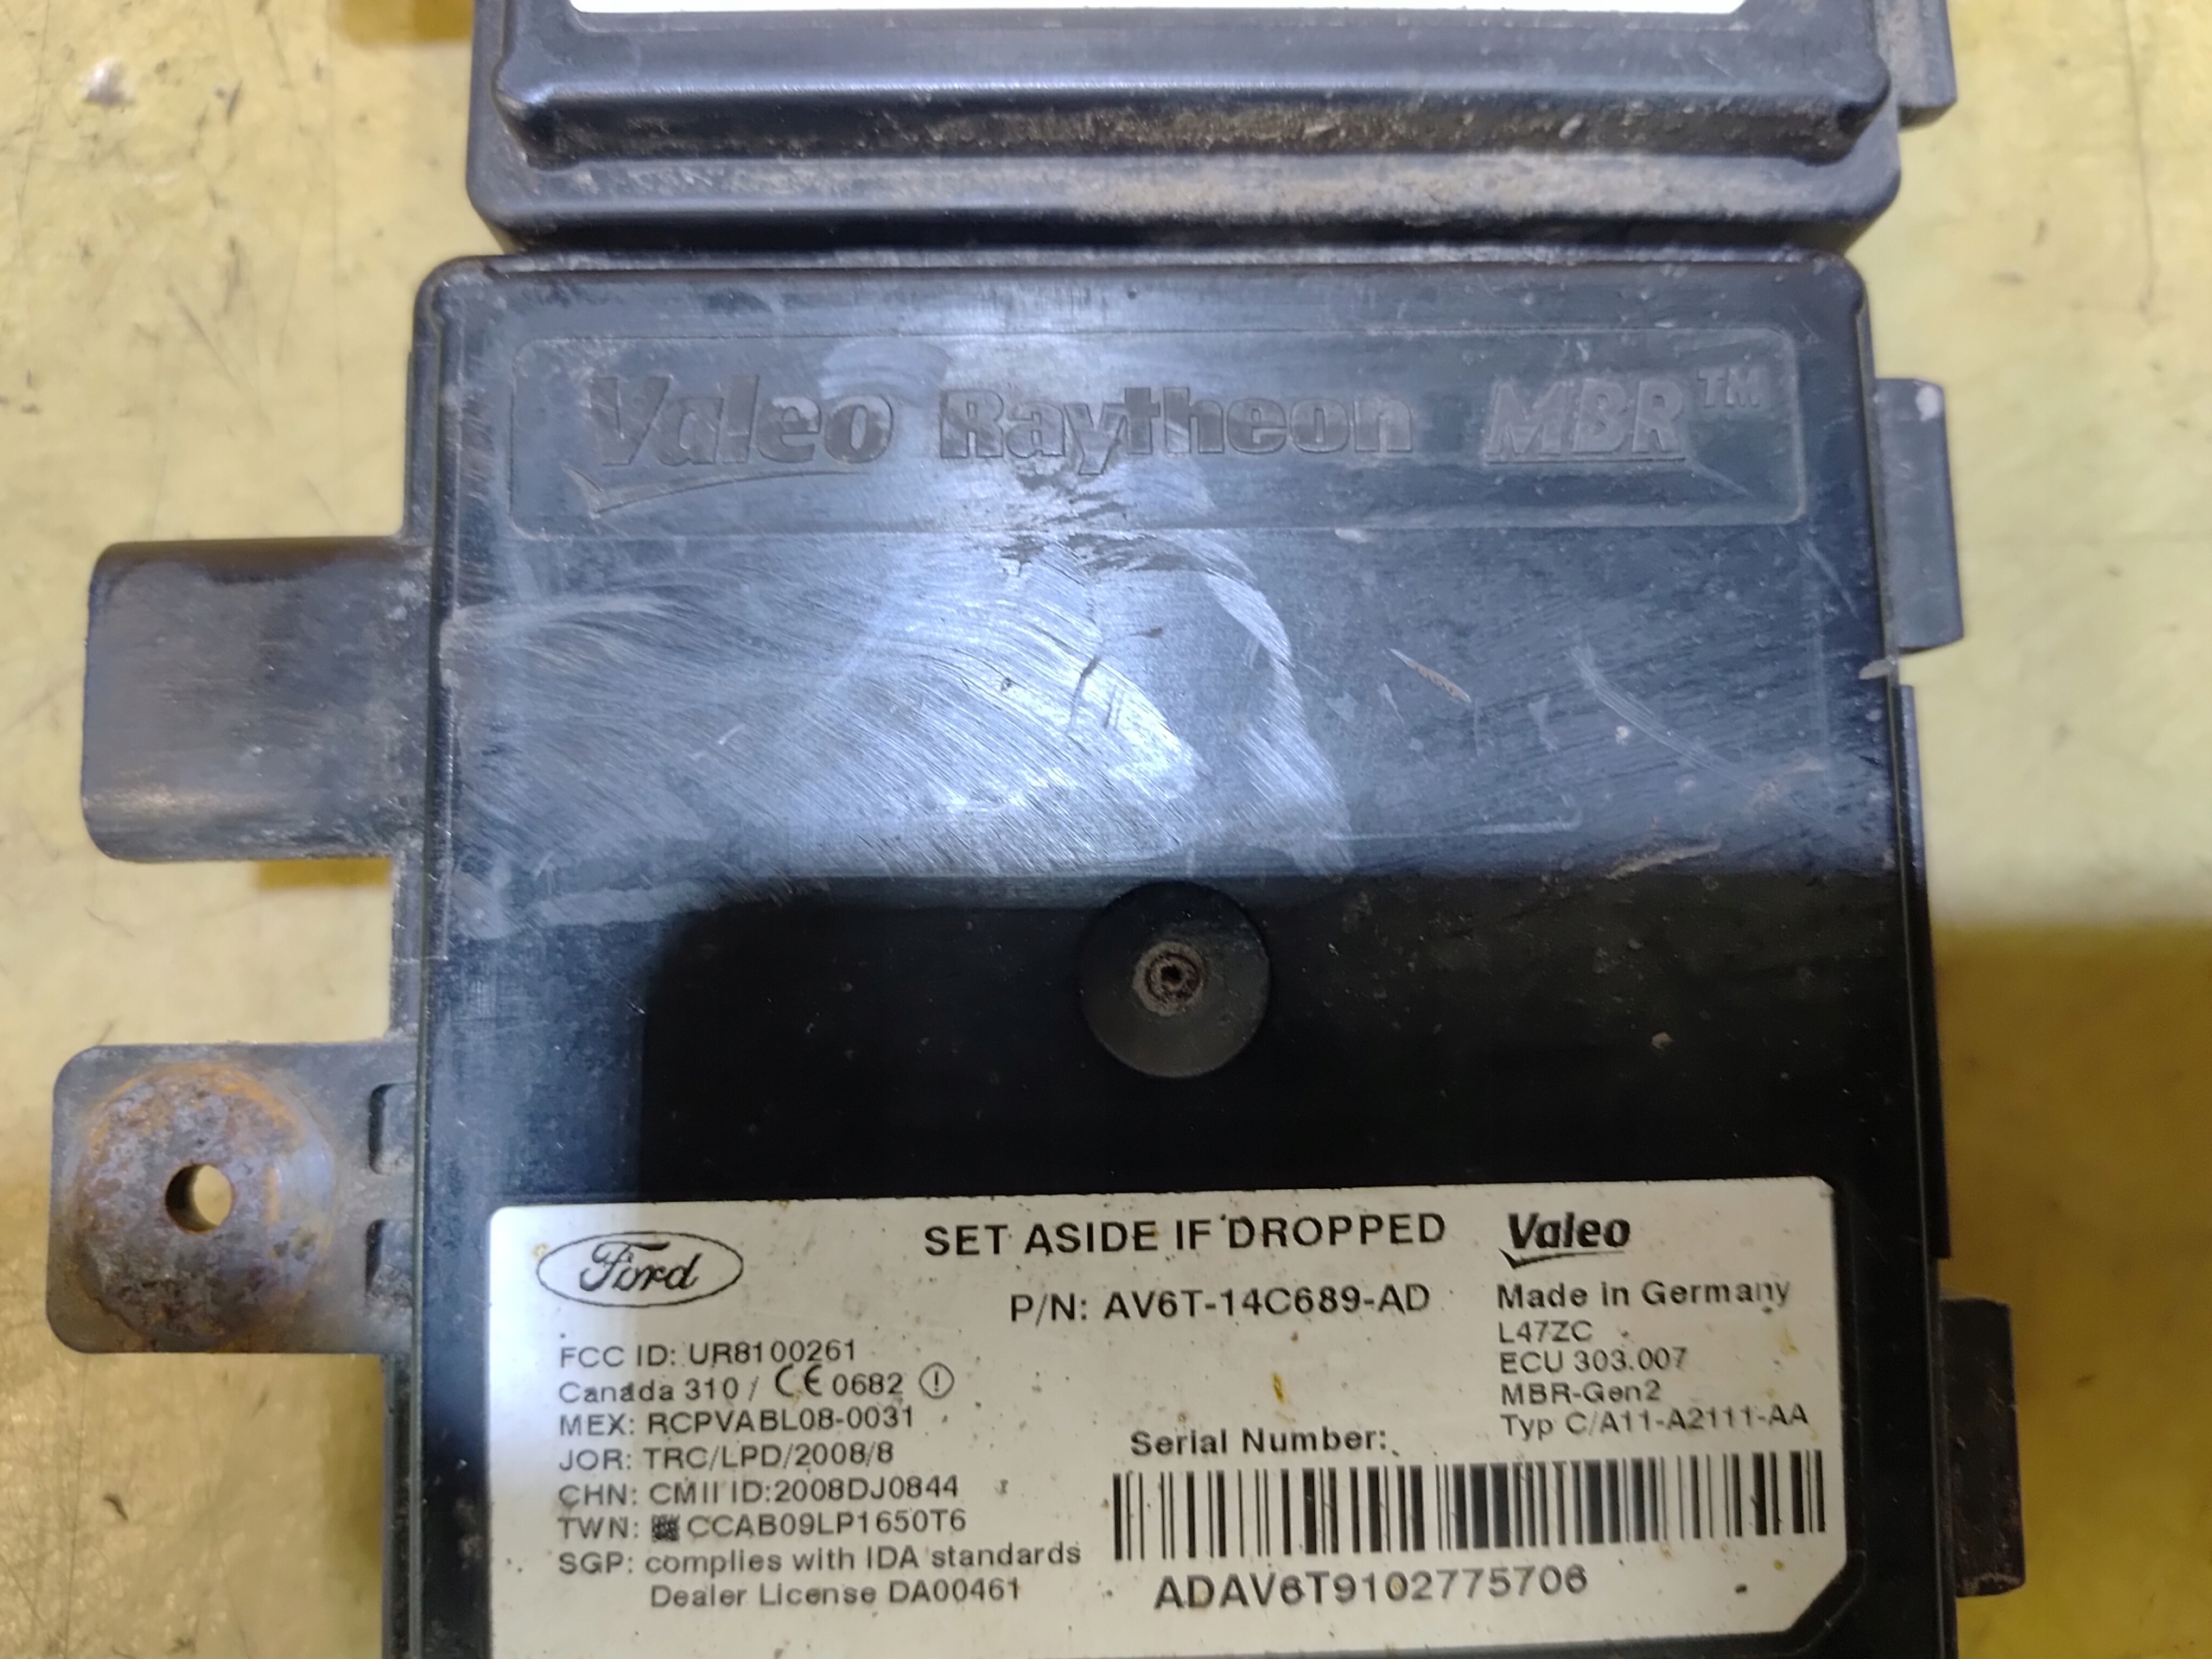 Valeo Raytheon MBR™
Ford
SET ASIDE IF DROPPED
P/N: AV6T-14C689-AD
Valeo
Made in Germany
L47ZC
ECU 303.007
MBR-Gen2
Typ C/A11-A2111-AA
FCC ID: UR8100261
Canada 310 / CE 0682
MEX: RCPVABL08-0031
JOR: TRC/LPD/2008/8
CHN: CMII ID:2008DJ0844
TWN: CCAB09LP1650T6
SGP: complies with IDA standards
Dealer License DA00461
Serial Number:
ADAV6T9102775706